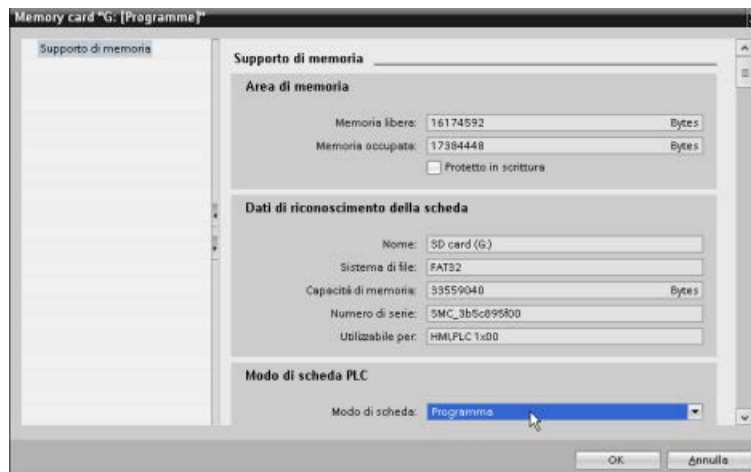 Memory card "G: [Programme]"
Supporto di memoria
Supporto di memoria
Area di memoria
Memoria libera: 16174592 Bytes
Memoria occupata: 17384448 Bytes
Protetto in scrittura
Dati di riconoscimento della scheda
Nome: SD card (G:)
Sistema di file: FAT32
Capacità di memoria: 33559040 Bytes
Numero di serie: SMC_3b5c895f00
Utilizzabile per: HMI,PLC 1x00
Modo di scheda PLC
Modo di scheda: Programma
OK Annulla